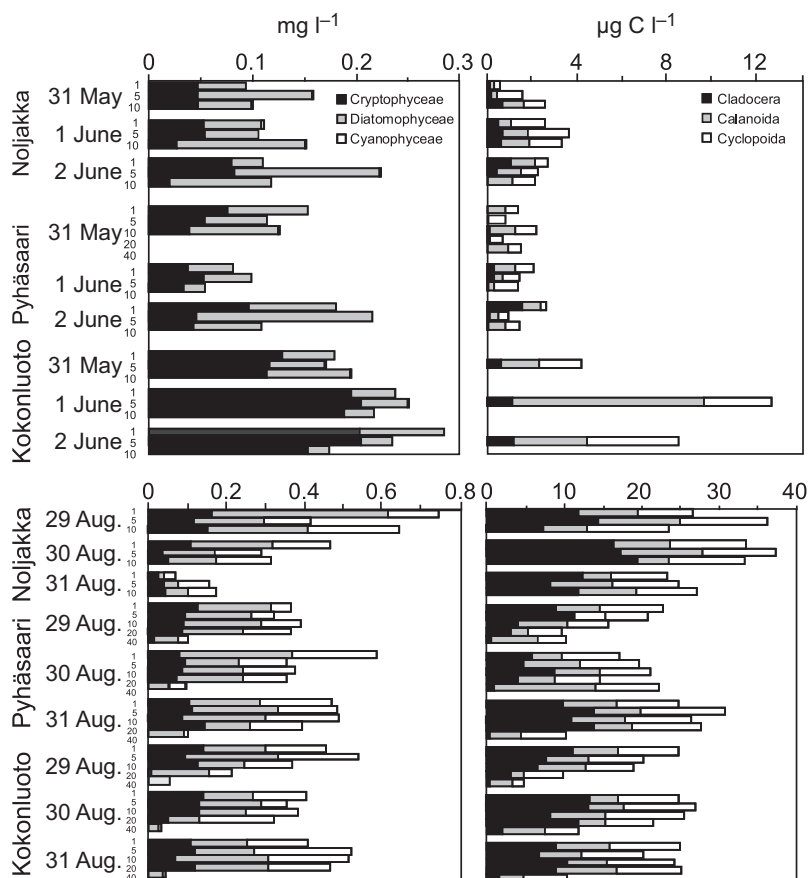 mg l–1
µg C l–1
0 0.1 0.2 0.3
0 4 8 12
Noljakka
31 May 1 5 10
1 June 1 5 10
2 June 1 5 10
Cryptophyceae
Diatomophyceae
Cyanophyceae
Cladocera
Calanoida
Cyclopoida
Pyhäsaari
31 May 1 5 10 20 40
1 June 1 5 10
2 June 1 5 10
Kokonluoto
31 May 1 5 10
1 June 1 5 10
2 June 1 5 10
0 0.2 0.4 0.6 0.8
0 10 20 30 40
Noljakka
29 Aug. 1 5 10
30 Aug. 1 5 10
31 Aug. 1 5 10
Pyhäsaari
29 Aug. 1 5 10 20 40
30 Aug. 1 5 10 20 40
31 Aug. 1 5 10 20 40
Kokonluoto
29 Aug. 1 5 10 20 40
30 Aug. 1 5 10 20 40
31 Aug. 1 5 10 20 40